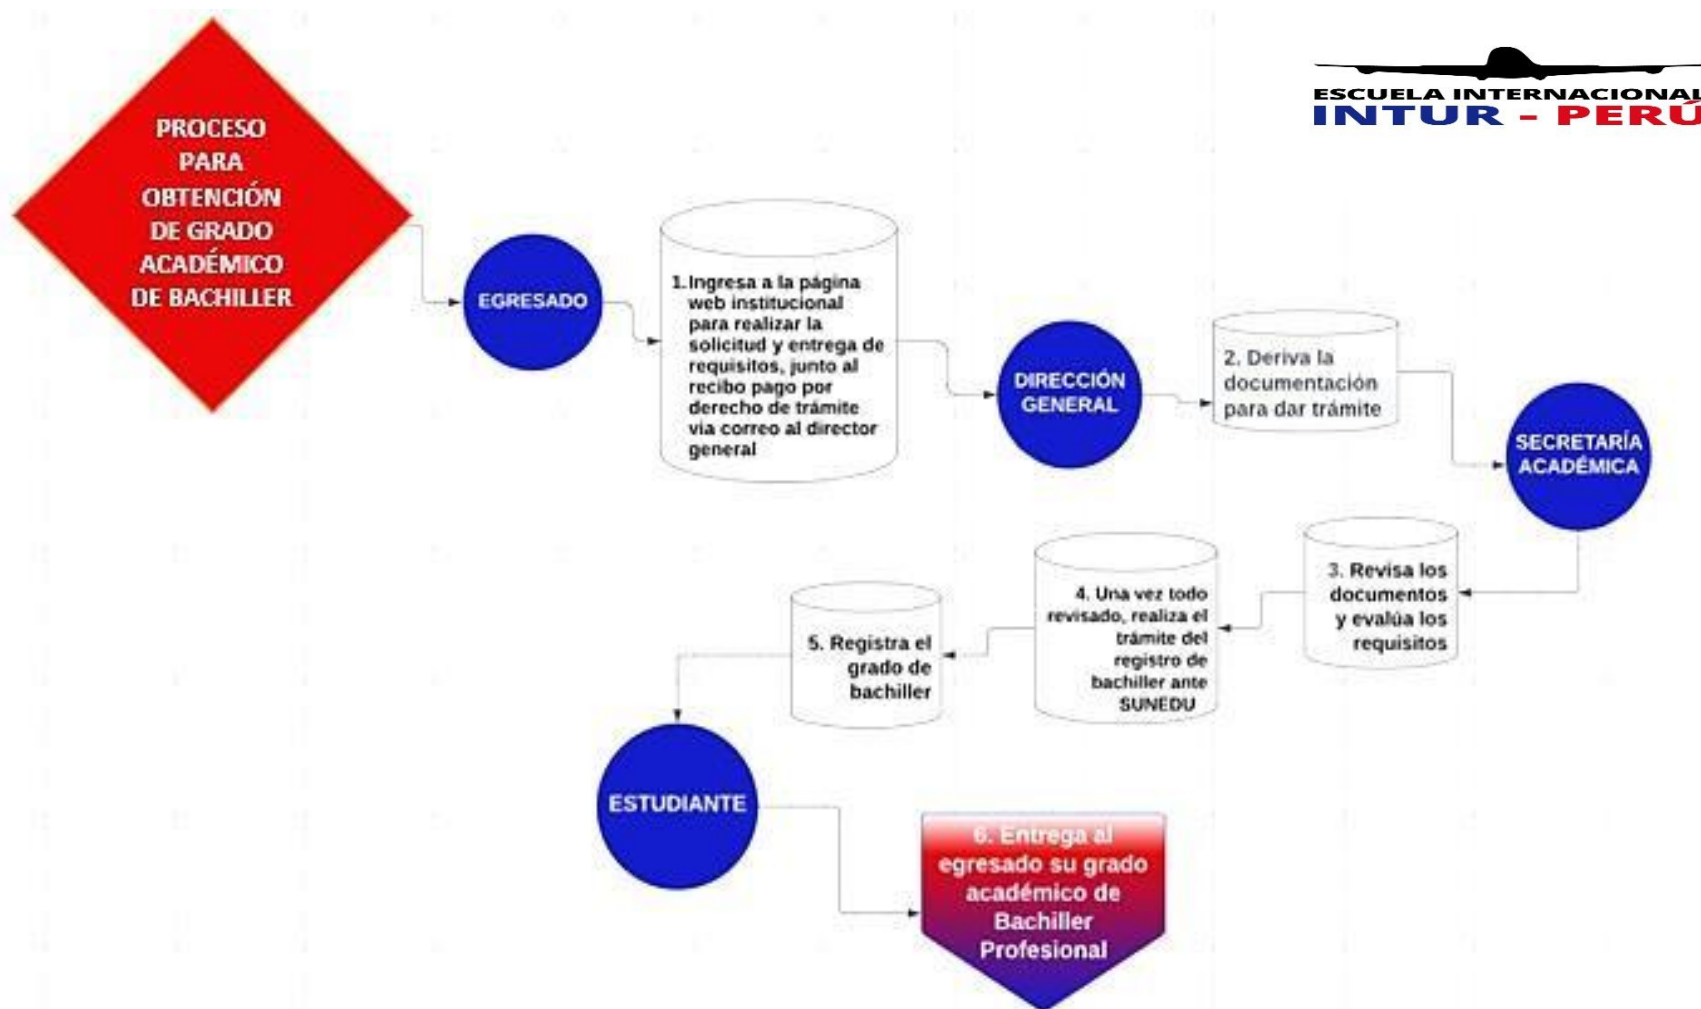 ESCUELA INTERNACIONAL
INTUR - PERÚ
PROCESO
PARA
OBTENCIÓN
DE GRADO
ACADÉMICO
DE BACHILLER
EGRESADO
1. Ingresa a la página
web institucional
para realizar la
solicitud y entrega de
requisitos, junto al
recibo pago por
derecho de trámite
via correo al director
general
DIRECCIÓN
GENERAL
2. Deriva la
documentación
para dar trámite
SECRETARÍA
ACADÉMICA
3. Revisa los
documentos
y evalúa los
requisitos
4. Una vez todo
revisado, realiza el
trámite del
registro de
bachiller ante
SUNEDU
5. Registra el
grado de
bachiller
ESTUDIANTE
6. Entrega al
egresado su grado
académico de
Bachiller
Profesional